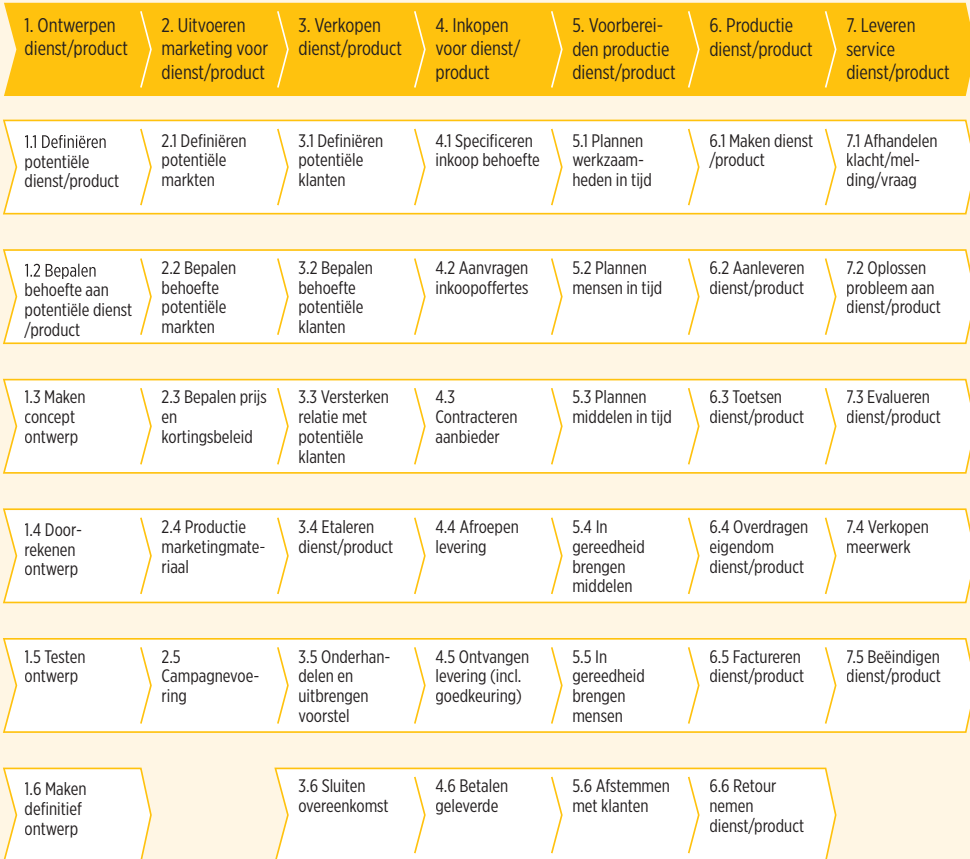 1. Ontwerpen
dienst/product
2. Uitvoeren
marketing voor
dienst/product
3. Verkopen
dienst/product
4. Inkopen
voor dienst/
product
5. Voorberei-
den productie
dienst/product
6. Productie
dienst/product
7. Leveren
service
dienst/product
1.1 Definiëren
potentiële
dienst/product
2.1 Definiëren
potentiële
markten
3.1 Definiëren
potentiële
klanten
4.1 Specificeren
inkoop behoefte
5.1 Plannen
werkzaam-
heden in tijd
6.1 Maken dienst
/product
7.1 Afhandelen
klacht/mel-
ding/vraag
1.2 Bepalen
behoefte aan
potentiële dienst
/product
2.2 Bepalen
behoefte
potentiële
markten
3.2 Bepalen
behoefte
potentiële
klanten
4.2 Aanvragen
inkoopoffertes
5.2 Plannen
mensen in tijd
6.2 Aanleveren
dienst/product
7.2 Oplossen
probleem aan
dienst/product
1.3 Maken
concept
ontwerp
2.3 Bepalen prijs
en
kortingsbeleid
3.3 Versterken
relatie met
potentiële
klanten
4.3
Contracteren
aanbieder
5.3 Plannen
middelen in tijd
6.3 Toetsen
dienst/product
7.3 Evalueren
dienst/product
1.4 Door-
rekenen
ontwerp
2.4 Productie
marketingmate-
riaal
3.4 Etaleren
dienst/product
4.4 Afroepen
levering
5.4 In
gereedheid
brengen
middelen
6.4 Overdragen
eigendom
dienst/product
7.4 Verkopen
meerwerk
1.5 Testen
ontwerp
2.5
Campagnevoe-
ring
3.5 Onderhan-
delen en
uitbrengen
voorstel
4.5 Ontvangen
levering (incl.
goedkeuring)
5.5 In
gereedheid
brengen
mensen
6.5 Factureren
dienst/product
7.5 Beëindigen
dienst/product
1.6 Maken
definitief
ontwerp
3.6 Sluiten
overeenkomst
4.6 Betalen
geleverde
5.6 Afstemmen
met klanten
6.6 Retour
nemen
dienst/product